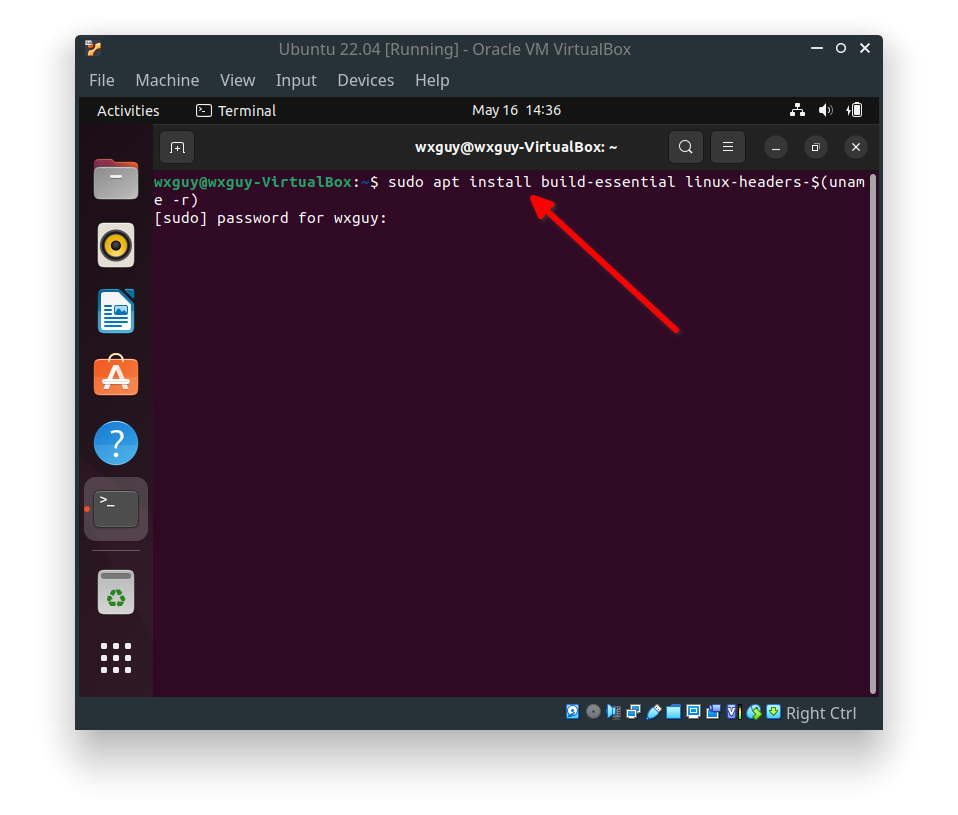 Ubuntu 22.04 [Running] - Oracle VM VirtualBox
File Machine View Input Devices Help
Activities Terminal May 16 14:36
wxguy@wxguy-VirtualBox: ~
wxguy@wxguy-VirtualBox:~$ sudo apt install build-essential linux-headers-$(unam
e -r)
[sudo] password for wxguy:
Right Ctrl